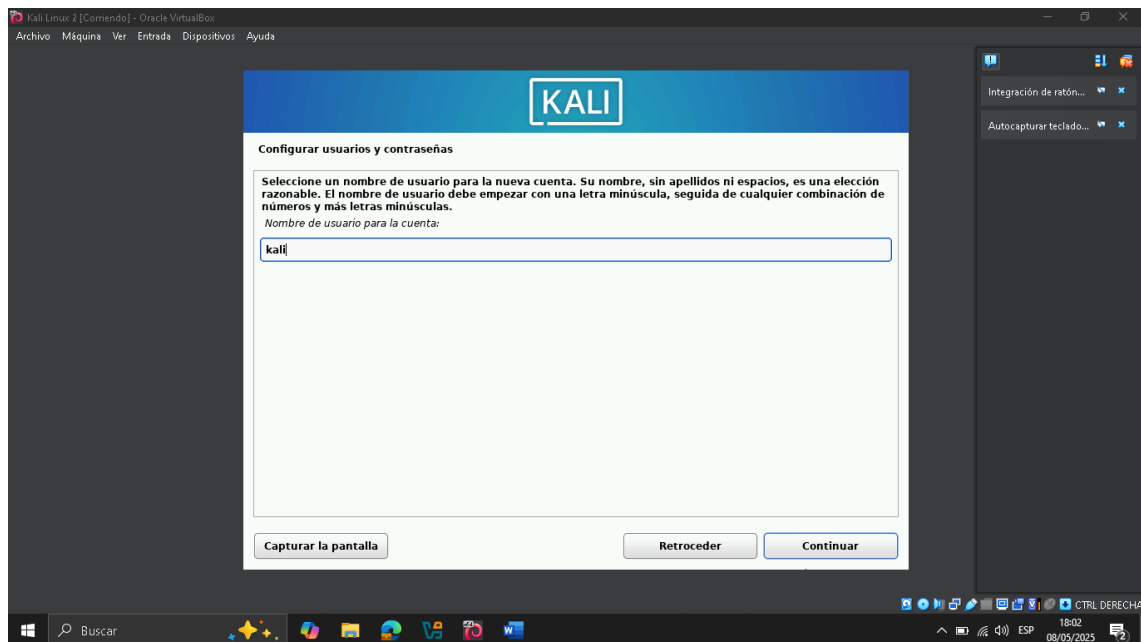 Kali Linux 2 [Corriendo] - Oracle VirtualBox
Archivo Máquina Ver Entrada Dispositivos Ayuda
KALI
Integración de ratón...
Autocapturar teclado...
Configurar usuarios y contraseñas
Seleccione un nombre de usuario para la nueva cuenta. Su nombre, sin apellidos ni espacios, es una elección
razonable. El nombre de usuario debe empezar con una letra minúscula, seguida de cualquier combinación de
números y más letras minúsculas.
Nombre de usuario para la cuenta:
kali
Capturar la pantalla Retroceder Continuar
CTRL DERECHA
Buscar
ESP
18:02
08/05/2025